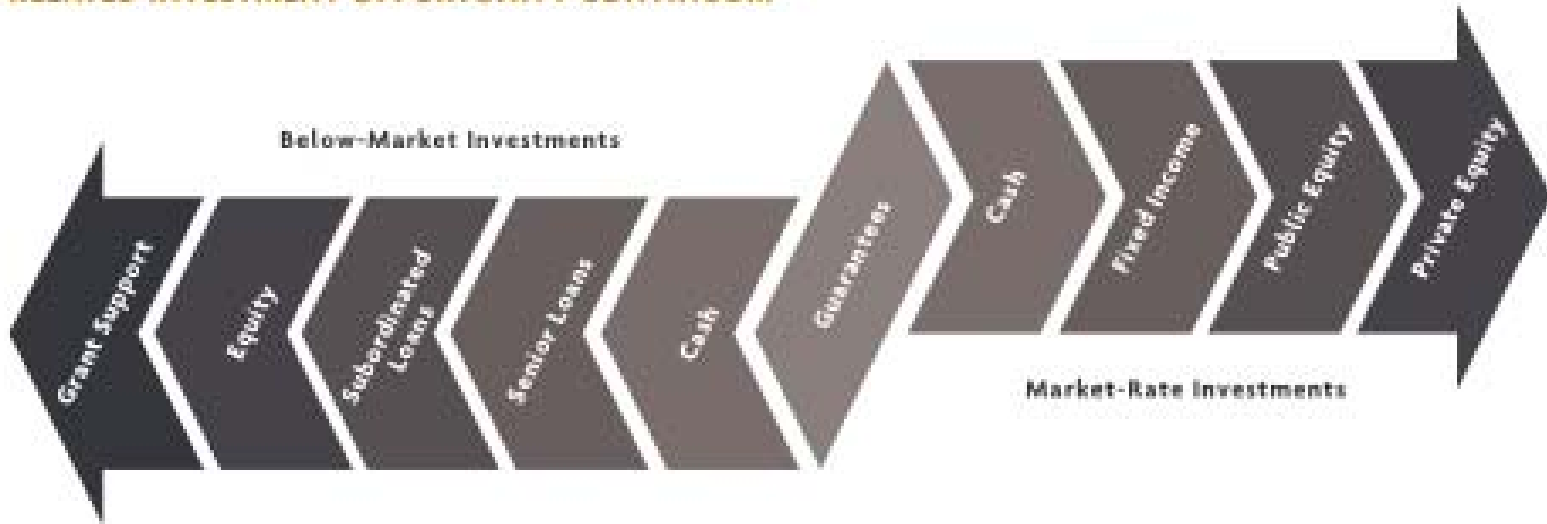 Below-Market Investments
Grant Support
Equity
Subordinated
Loans
Senior Loans
Cash
Guarantees
Cash
Fixed Income
Public Equity
Private Equity
Market-Rate Investments